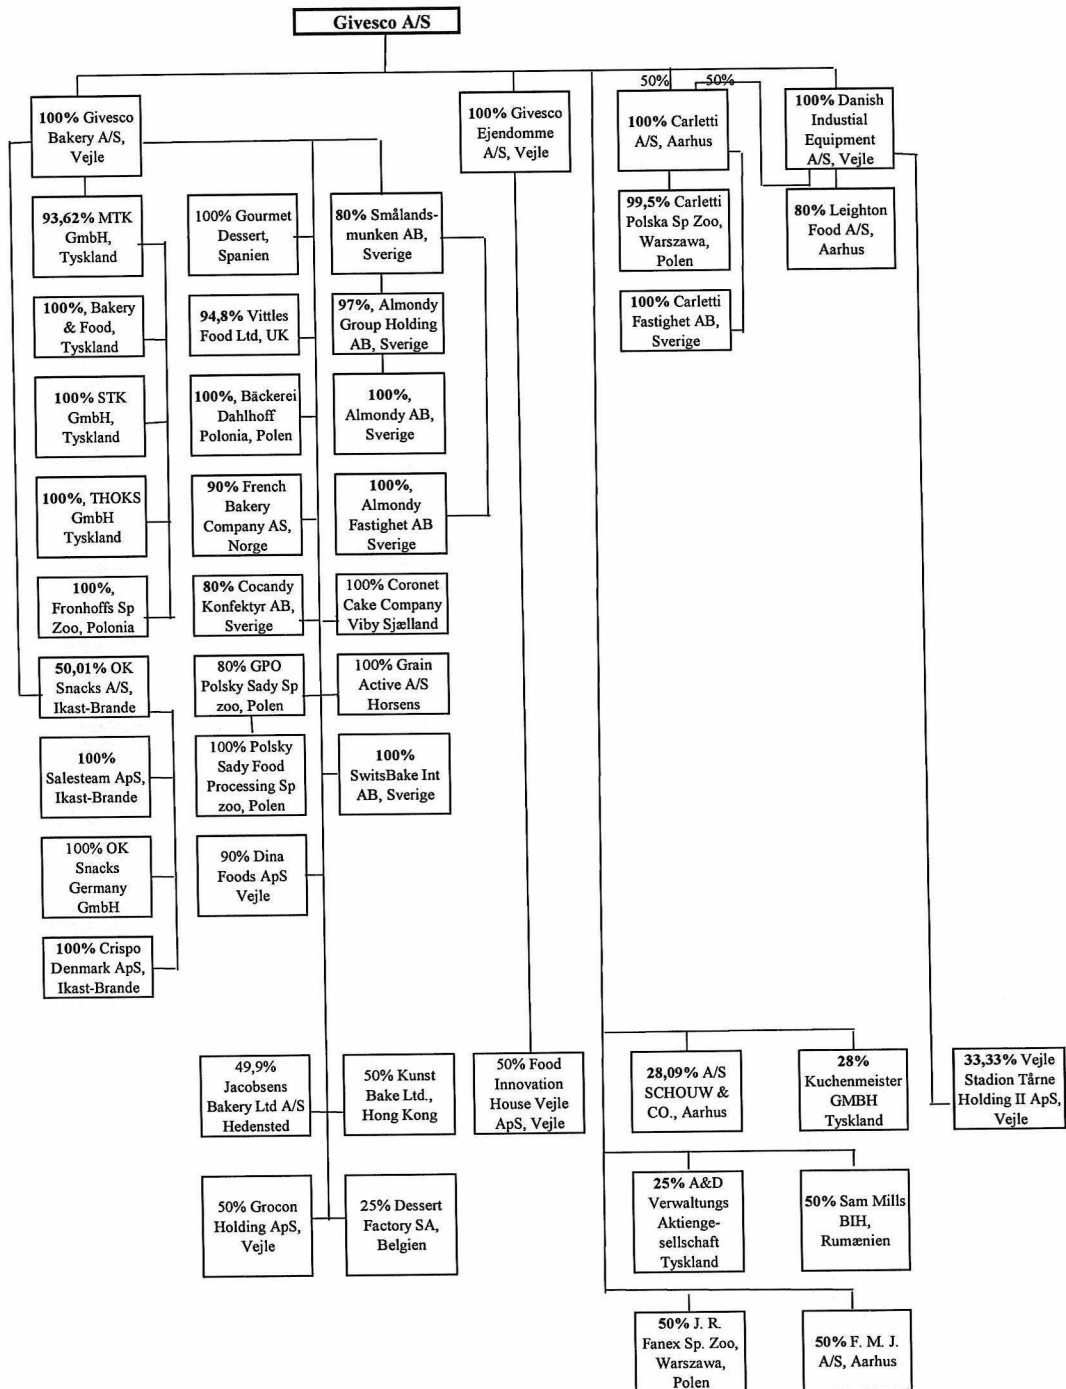 Givesco A/S
50%
50%
100% Givesco
Bakery A/S,
Vejle
100% Givesco
Ejendomme
A/S, Vejle
100% Carletti
A/S, Aarhus
100% Danish
Industial
Equipment
A/S, Vejle
93,62% MTK
GmbH,
Tyskland
100% Gourmet
Dessert,
Spanien
80% Smålands-
munken AB,
Sverige
99,5% Carletti
Polska Sp Zoo,
Warszawa,
Polen
80% Leighton
Food A/S,
Aarhus
100%, Bakery
& Food,
Tyskland
94,8% Vittles
Food Ltd, UK
97%, Almondy
Group Holding
AB, Sverige
100% Carletti
Fastighet AB,
Sverige
100% STK
GmbH,
Tyskland
100%, Bäckerei
Dahlhoff
Polonia, Polen
100%,
Almondy AB,
Sverige
100%, THOKS
GmbH
Tyskland
90% French
Bakery
Company AS,
Norge
100%,
Almondy
Fastighet AB
Sverige
100%,
Fronhoffs Sp
Zoo, Polonia
80% Cocandy
Konfektyr AB,
Sverige
100% Coronet
Cake Company
Viby Sjælland
50,01% OK
Snacks A/S,
Ikast-Brande
80% GPO
Polsky Sady Sp
zoo, Polen
100% Grain
Active A/S
Horsens
100%
Salesteam ApS,
Ikast-Brande
100% Polsky
Sady Food
Processing Sp
zoo, Polen
100%
SwitsBake Int
AB, Sverige
100% OK
Snacks
Germany
GmbH
90% Dina
Foods ApS
Vejle
100% Crispo
Denmark ApS,
Ikast-Brande
49,9%
Jacobsens
Bakery Ltd A/S
Hedensted
50% Kunst
Bake Ltd.,
Hong Kong
50% Food
Innovation
House Vejle
ApS, Vejle
28,09% A/S
SCHOUW &
CO., Aarhus
28%
Kuchenmeister
GMBH
Tyskland
33,33% Vejle
Stadion Tårne
Holding II ApS,
Vejle
50% Grocon
Holding ApS,
Vejle
25% Dessert
Factory SA,
Belgien
25% A&D
Verwaltungs
Aktienge-
sellschaft
Tyskland
50% Sam Mills
BIH,
Rumænien
50% J. R.
Fanex Sp. Zoo,
Warszawa,
Polen
50% F. M. J.
A/S, Aarhus